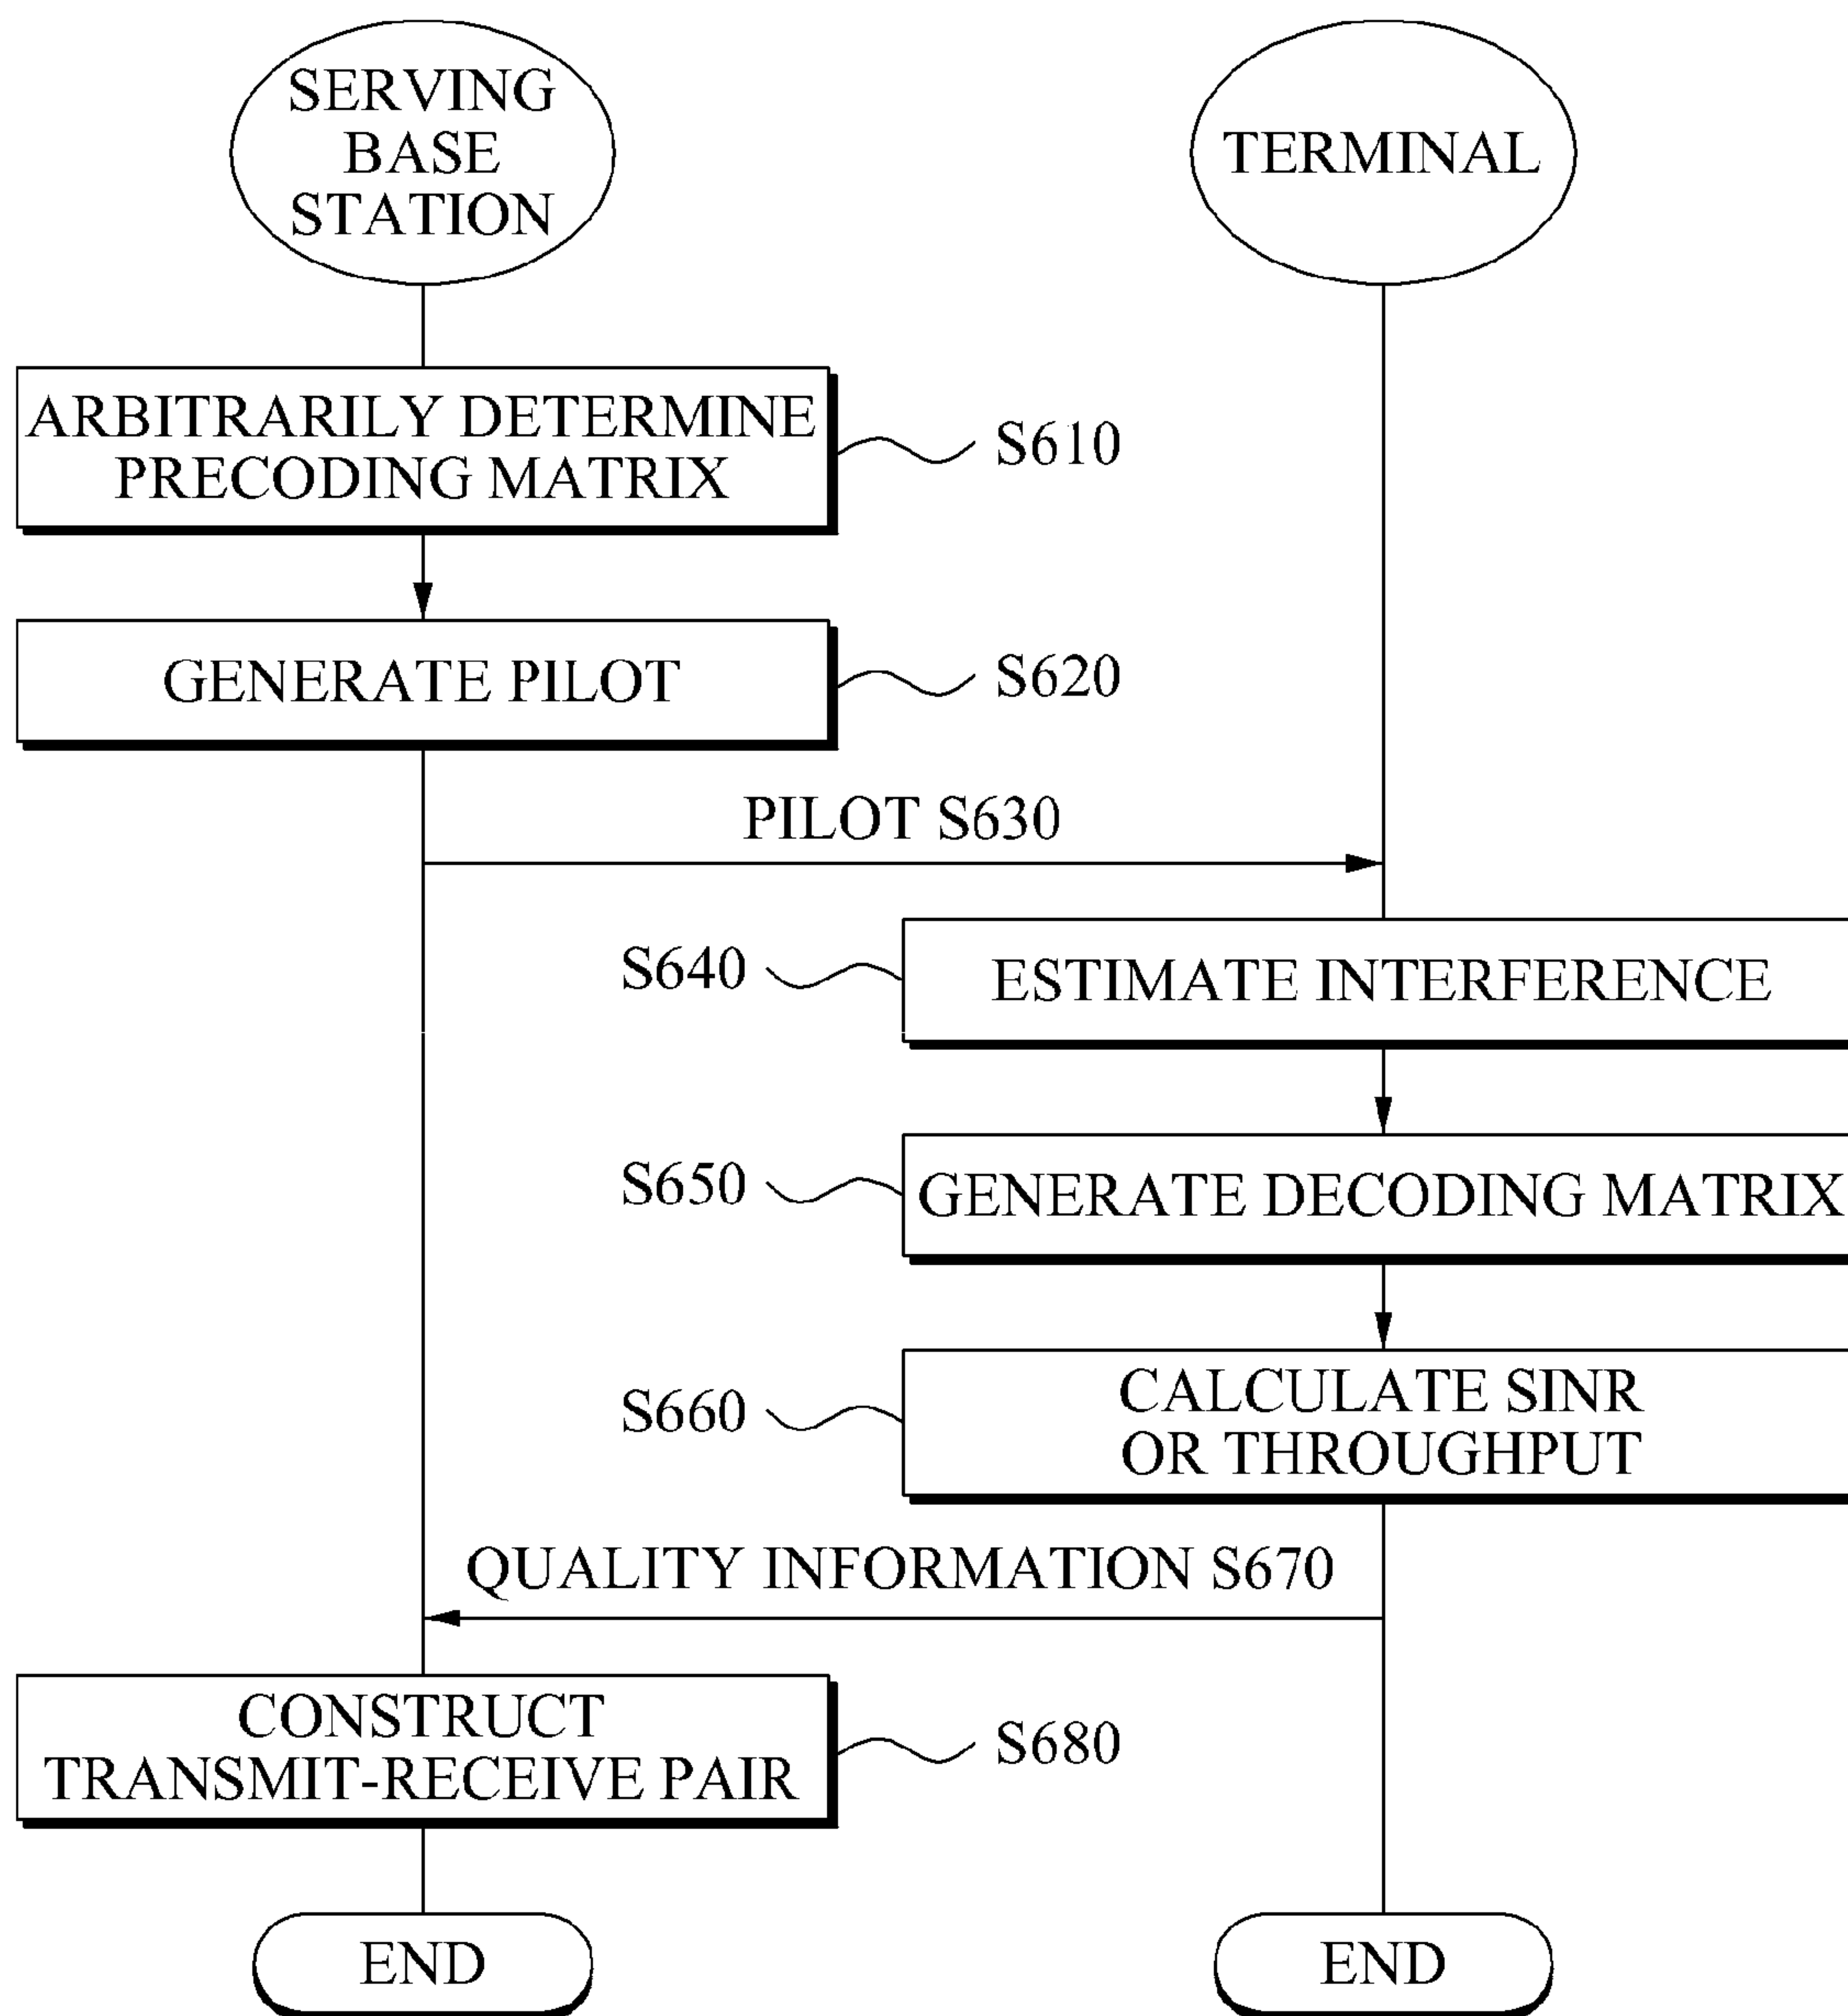 SERVING
BASE
STATION
TERMINAL
ARBITRARILY DETERMINE
PRECODING MATRIX
S610
GENERATE PILOT
S620
PILOT S630
S640
ESTIMATE INTERFERENCE
S650
GENERATE DECODING MATRIX
S660
CALCULATE SINR
OR THROUGHPUT
QUALITY INFORMATION S670
CONSTRUCT
TRANSMIT-RECEIVE PAIR
S680
END
END